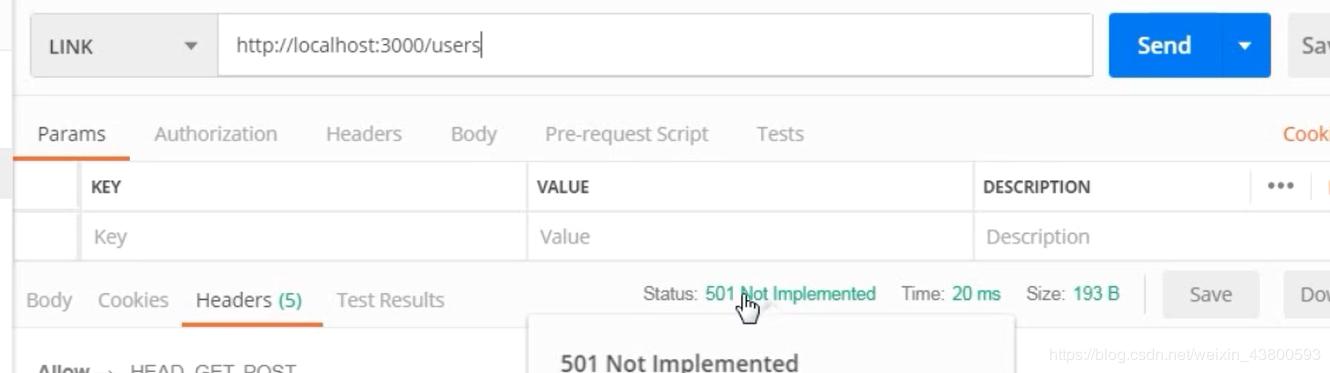 LINK http://localhost:3000/users Send Sav
Params Authorization Headers Body Pre-request Script Tests Cook
KEY VALUE DESCRIPTION •••
Key Value Description
Body Cookies Headers (5) Test Results Status: 501 Not Implemented Time: 20 ms Size: 193 B Save Dow
501 Not Implemented
Allow → HEAD, GET, POST
https://blog.csdn.net/weixin_43800593